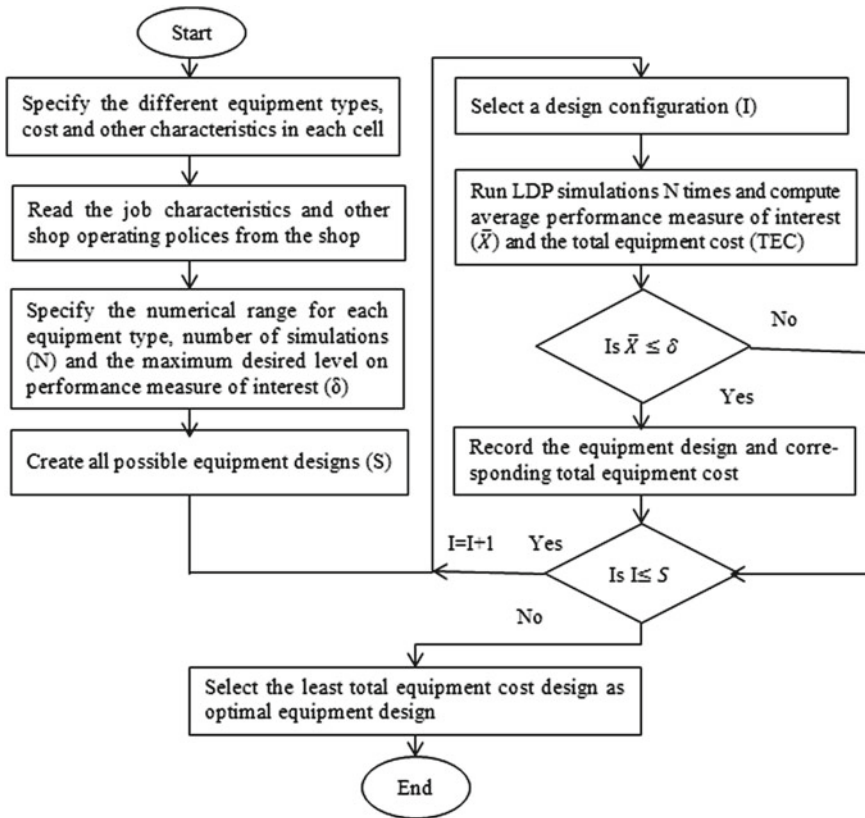 Start
Specify the different equipment types,
cost and other characteristics in each cell
Read the job characteristics and other
shop operating polices from the shop
Specify the numerical range for each
equipment type, number of simulations
(N) and the maximum desired level on
performance measure of interest (δ)
Create all possible equipment designs (S)
Select a design configuration (I)
Run LDP simulations N times and compute
average performance measure of interest
(X̄) and the total equipment cost (TEC)
Is X̄ ≤ δ
No
Yes
Record the equipment design and corre-
sponding total equipment cost
I=I+1
Yes
Is I≤ S
No
Select the least total equipment cost design as
optimal equipment design
End